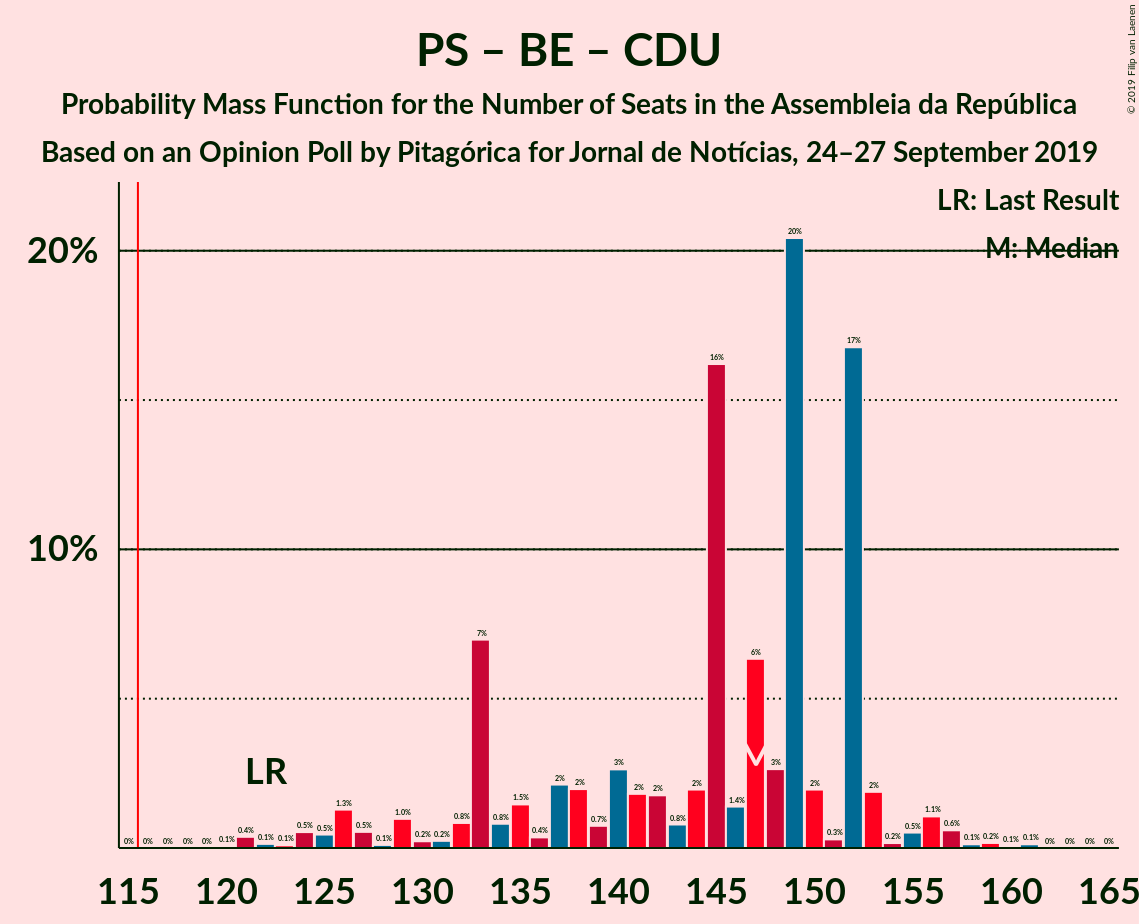 PS – BE – CDU
Probability Mass Function for the Number of Seats in the Assembleia da República
Based on an Opinion Poll by Pitagórica for Jornal de Notícias, 24–27 September 2019
© 2019 Filip van Laenen
LR: Last Result
M: Median
20%
10%
0% 0% 0% 0% 0% 0.1% 0.4% 0.1% 0.1% 0.5% 0.5% 1.3% 0.5% 0.1% 1.0% 0.2% 0.2% 0.8% 7% 0.8% 1.5% 0.4% 2% 2% 0.7% 3% 2% 2% 0.8% 2% 16% 1.4% 6% 3% 20% 2% 0.3% 17% 2% 0.2% 0.5% 1.1% 0.6% 0.1% 0.2% 0.1% 0.1% 0% 0% 0% 0%
LR
M
115 120 125 130 135 140 145 150 155 160 165